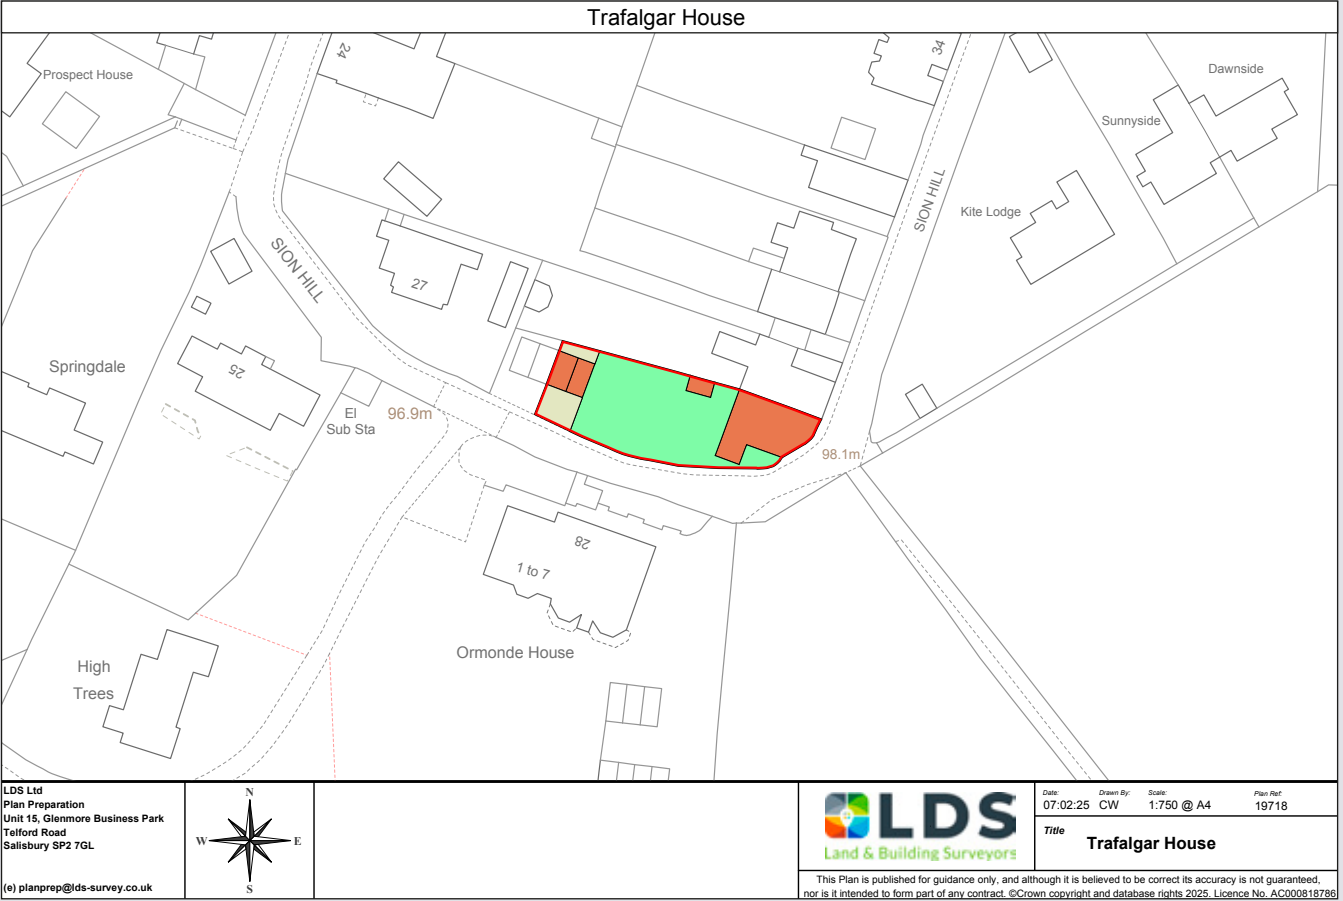 Trafalgar House
24
34
Prospect House
Dawnside
Sunnyside
SION HILL
Kite Lodge
SION HILL
27
Springdale
25
El
Sub Sta
96.9m
98.1m
28
1 to 7
Ormonde House
High
Trees
LDS Ltd
Plan Preparation
Unit 15, Glenmore Business Park
Telford Road
Salisbury SP2 7GL
(e) planprep@lds-survey.co.uk
N
W E
S
LDS
Land & Building Surveyors
Date: Drawn By: Scale: Plan Ref:
07:02:25 CW 1:750 @ A4 19718
Title
Trafalgar House
This Plan is published for guidance only, and although it is believed to be correct its accuracy is not guaranteed,
nor is it intended to form part of any contract. ©Crown copyright and database rights 2025. Licence No. AC000818786